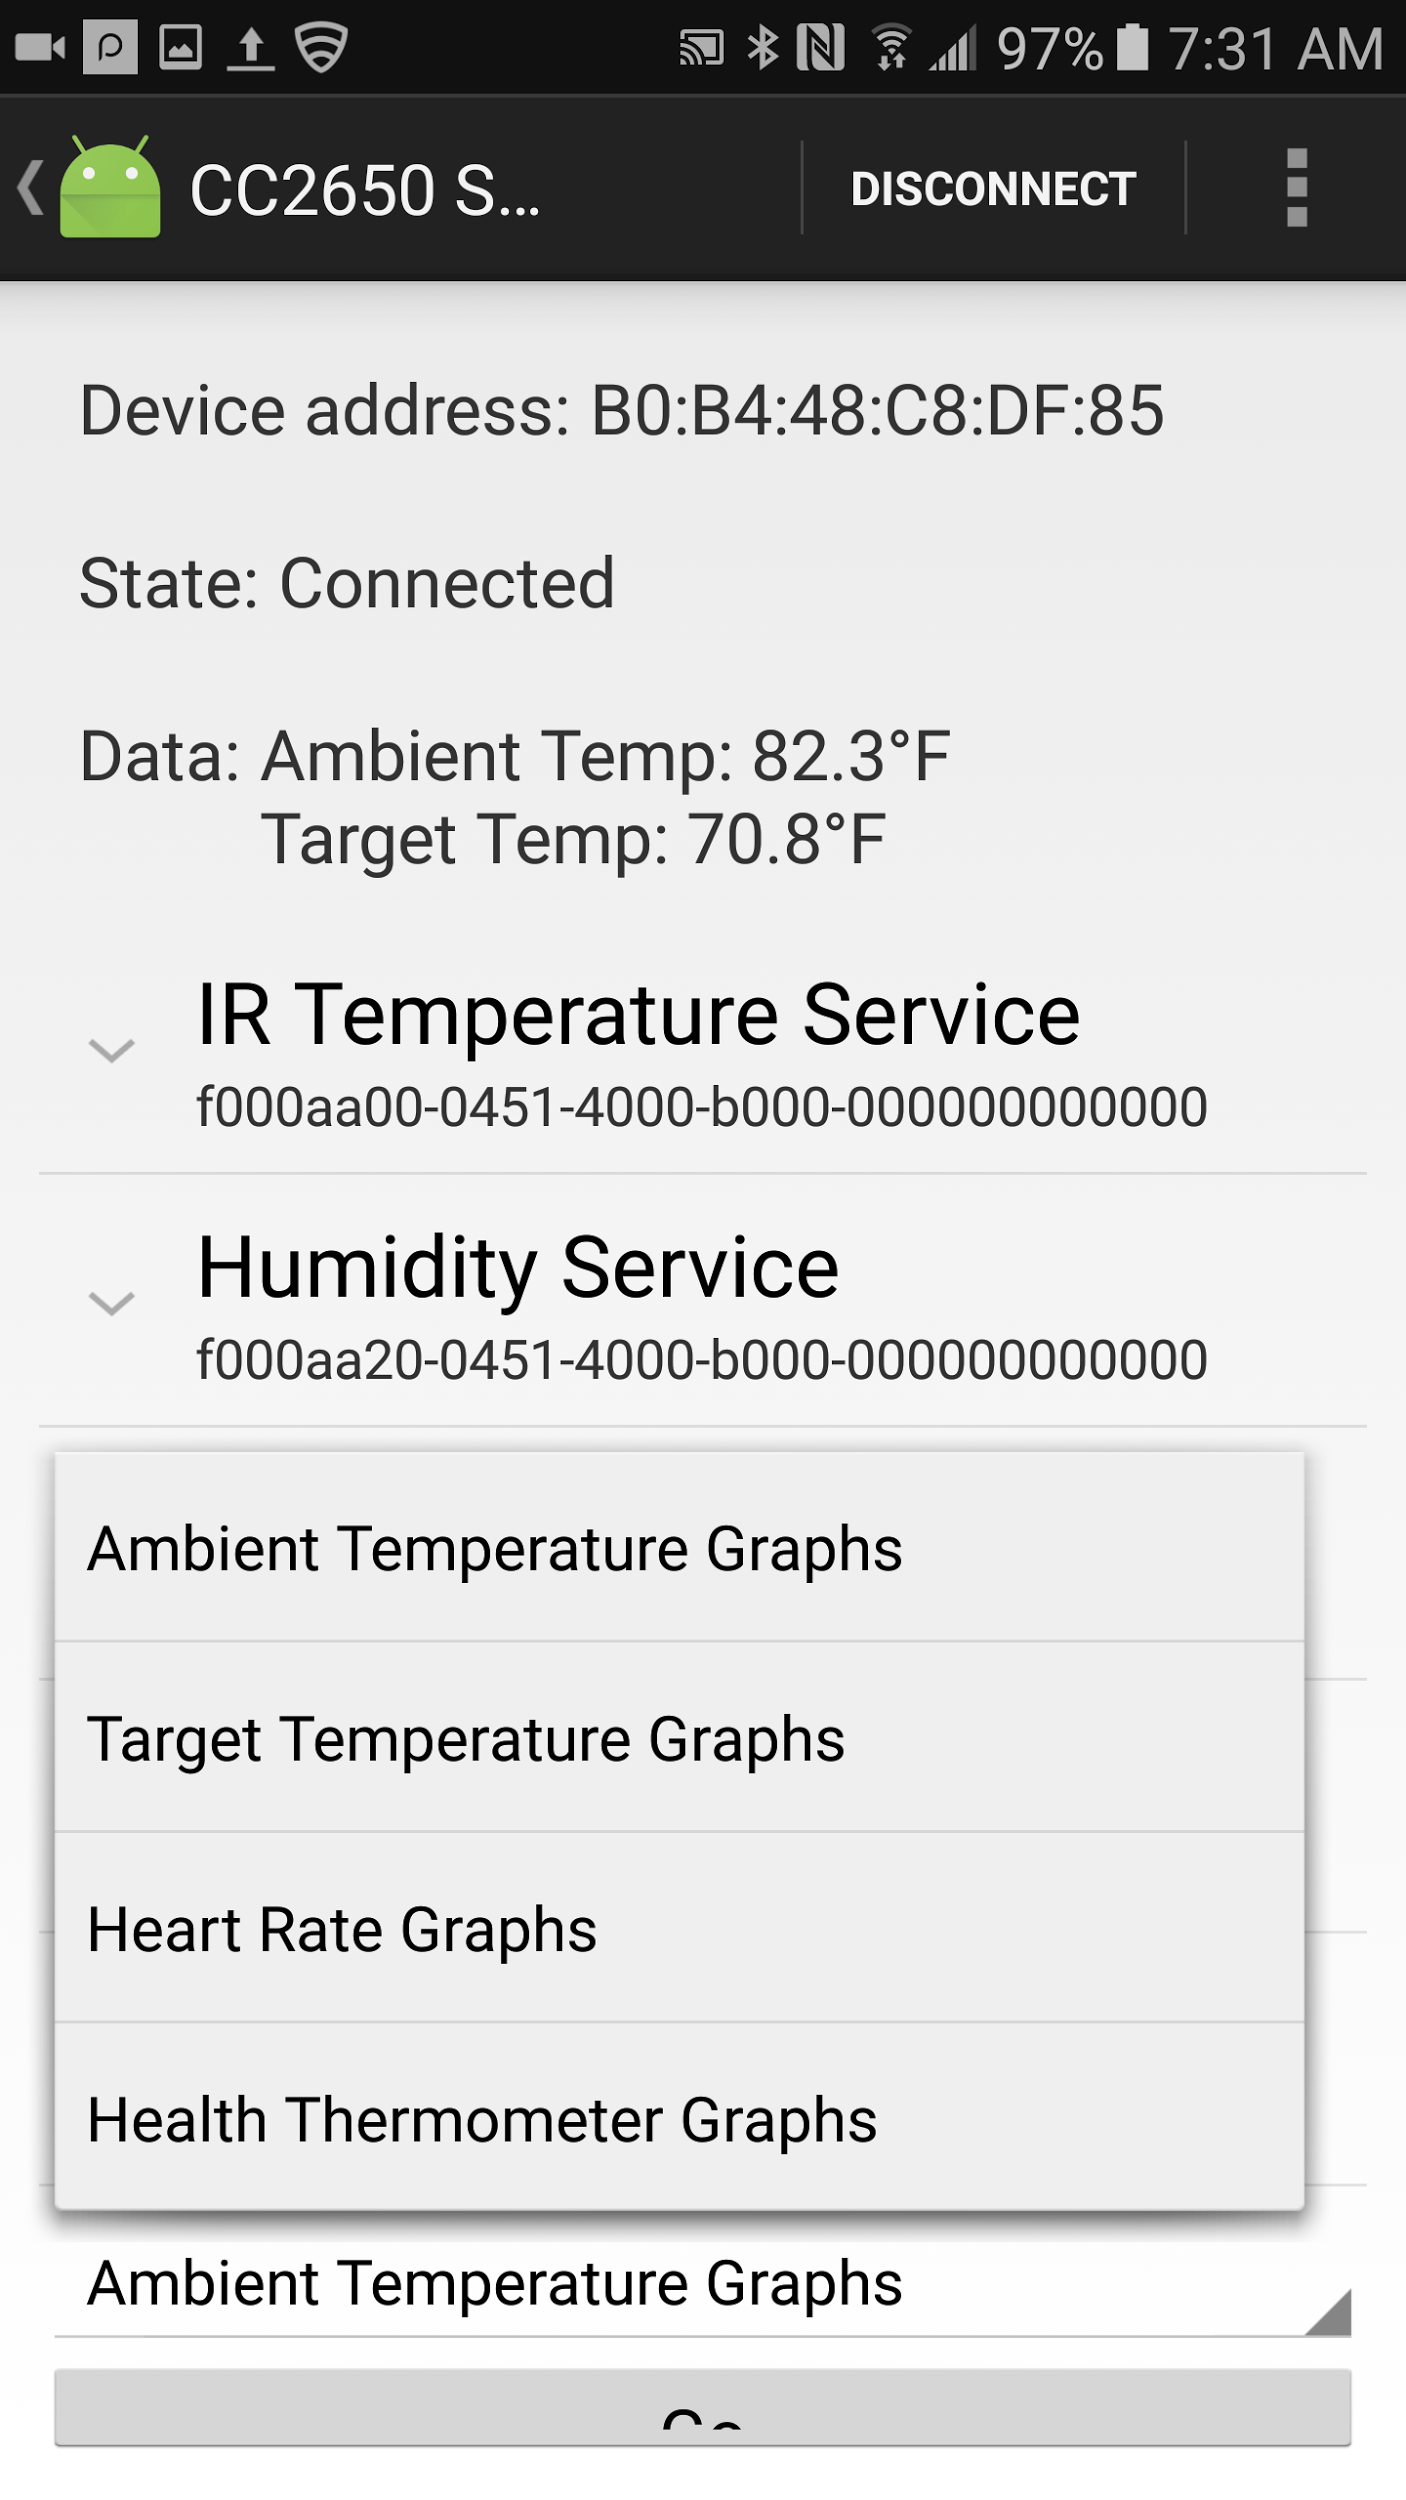 97% 7:31 AM
CC2650 S...
DISCONNECT
Device address: B0:B4:48:C8:DF:85
State: Connected
Data: Ambient Temp: 82.3°F
Target Temp: 70.8°F
IR Temperature Service
f000aa00-0451-4000-b000-000000000000
Humidity Service
f000aa20-0451-4000-b000-000000000000
Ambient Temperature Graphs
Target Temperature Graphs
Heart Rate Graphs
Health Thermometer Graphs
Ambient Temperature Graphs